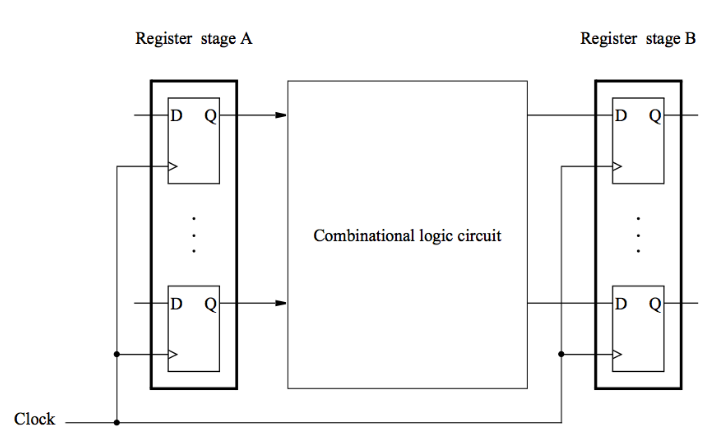 Register stage A
Register stage B
D Q
D Q
Combinational logic circuit
D Q
D Q
Clock